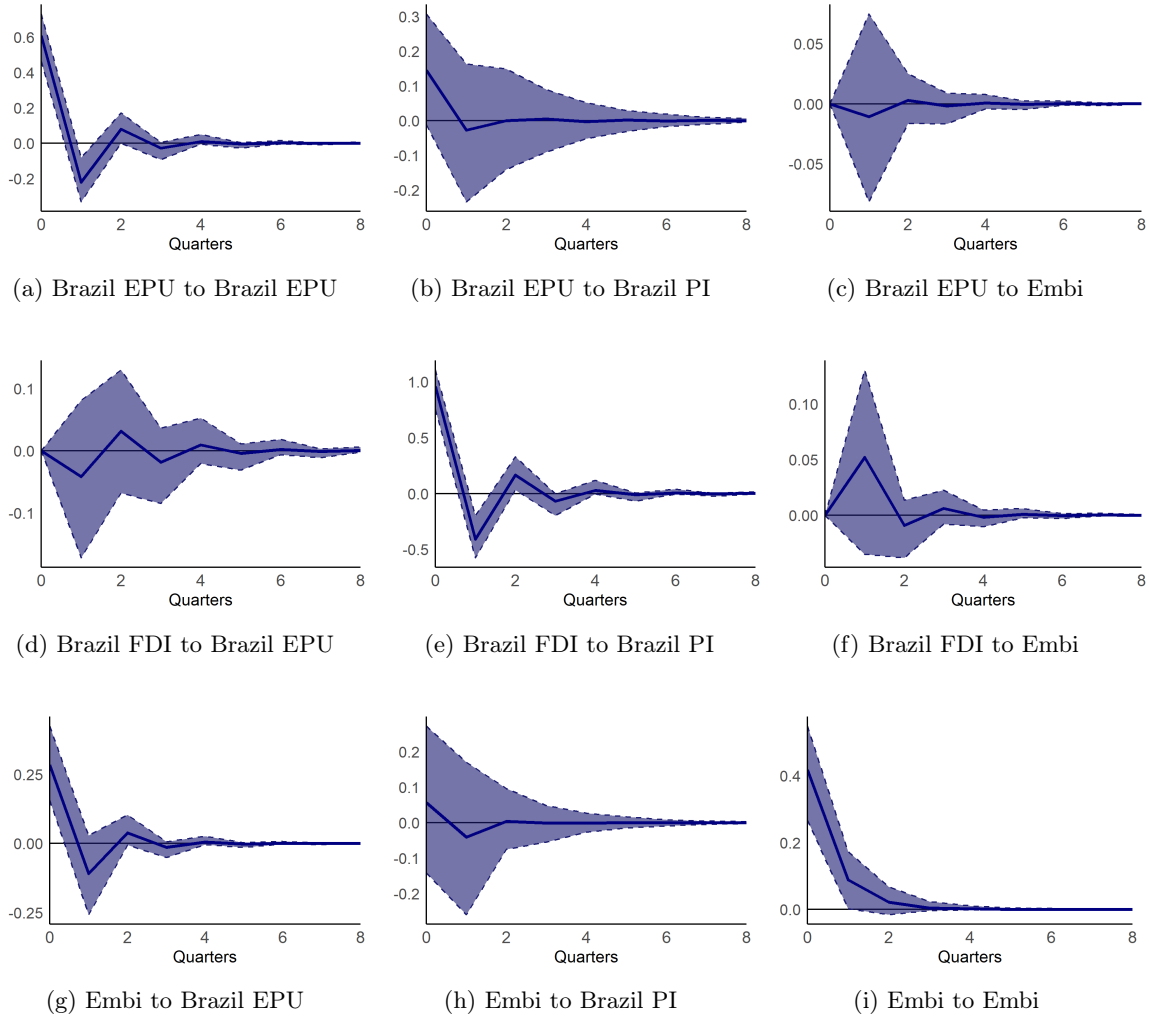 0.6
0.4
0.2
0.0
-0.2
0 2 4 6 8
Quarters
(a) Brazil EPU to Brazil EPU
0.3
0.2
0.1
0.0
-0.1
-0.2
0 2 4 6 8
Quarters
(b) Brazil EPU to Brazil PI
0.05
0.00
-0.05
0 2 4 6 8
Quarters
(c) Brazil EPU to Embi
0.1
0.0
-0.1
0 2 4 6 8
Quarters
(d) Brazil FDI to Brazil EPU
1.0
0.5
0.0
-0.5
0 2 4 6 8
Quarters
(e) Brazil FDI to Brazil PI
0.10
0.05
0.00
0 2 4 6 8
Quarters
(f) Brazil FDI to Embi
0.25
0.00
-0.25
0 2 4 6 8
Quarters
(g) Embi to Brazil EPU
0.2
0.1
0.0
-0.1
-0.2
0 2 4 6 8
Quarters
(h) Embi to Brazil PI
0.4
0.2
0.0
0 2 4 6 8
Quarters
(i) Embi to Embi